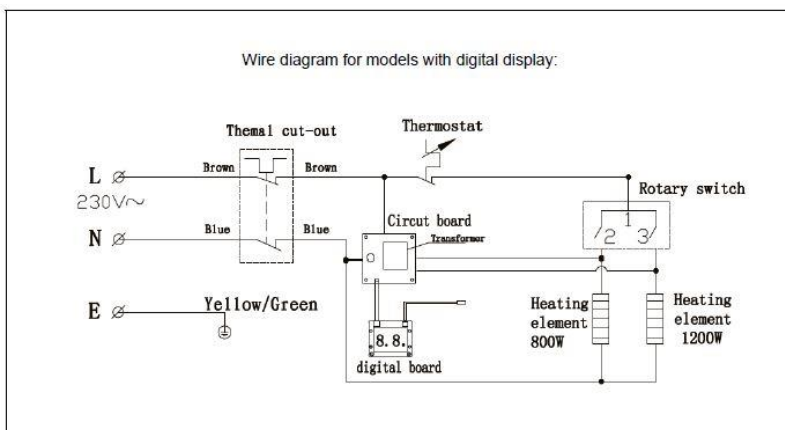 Wire diagram for models with digital display:
Themal cut-out
Thermostat
L
Brown
Brown
230V～
Rotary switch
1
2
3
N
Blue
Blue
Circut board
Transformer
E
Yellow/Green
Heating
element
800W
Heating
element
1200W
8.8.
digital board